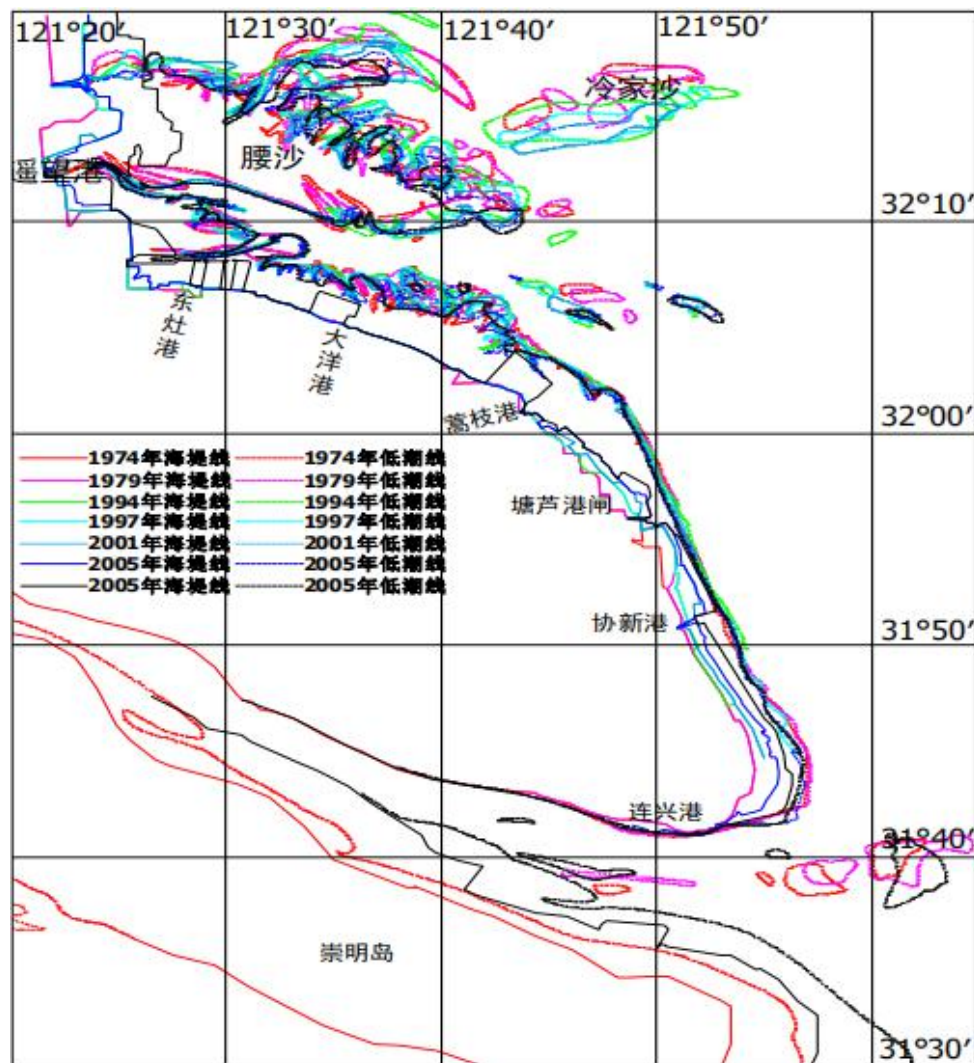 121°20′ 121°30′ 121°40′ 121°50′
冷家沙
腰沙
遥望港
32°10′
东灶港
大洋港
蒿枝港
32°00′
1974年海堤线 1974年低潮线
1979年海堤线 1979年低潮线
1994年海堤线 1994年低潮线
1997年海堤线 1997年低潮线
2001年海堤线 2001年低潮线
2005年海堤线 2005年低潮线
2005年海堤线 2005年低潮线
塘芦港闸
协新港
31°50′
连兴港
31°40′
崇明岛
31°30′